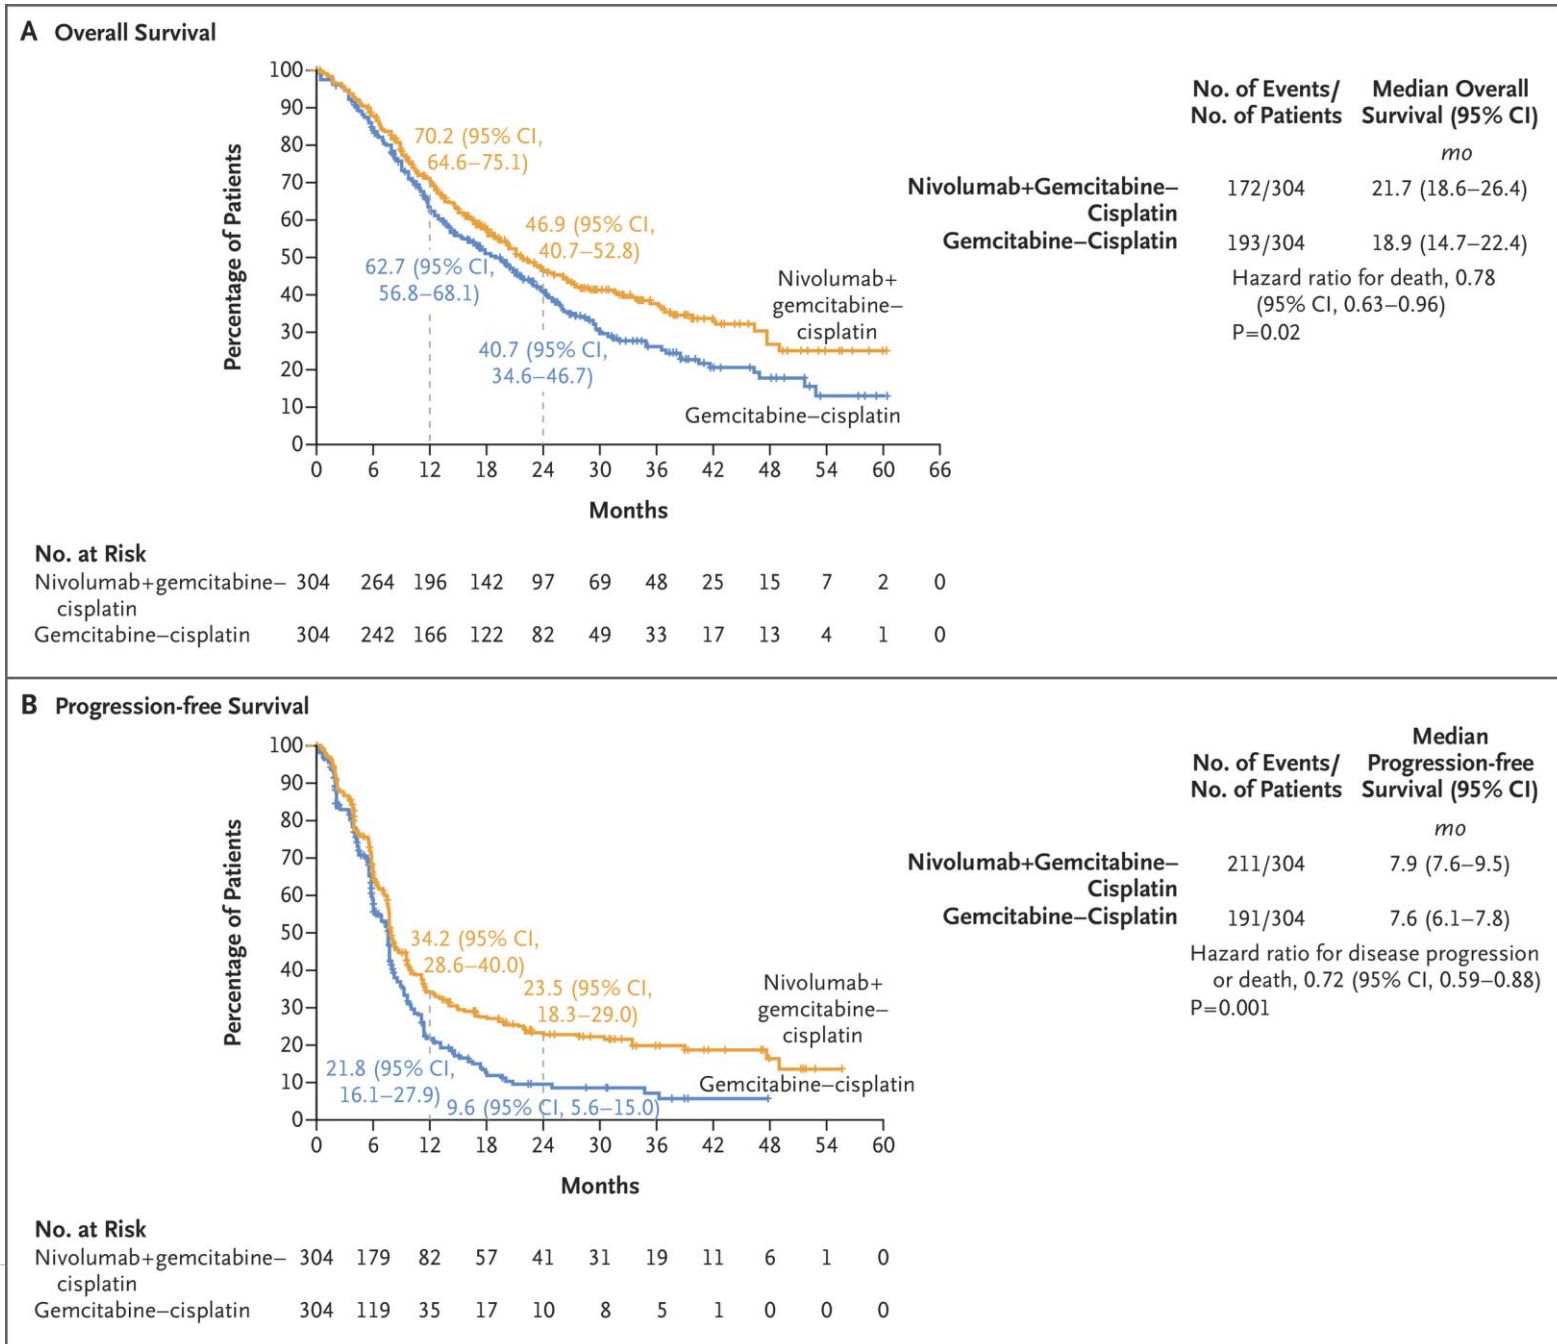 A Overall Survival
Percentage of Patients
100
90
80
70
60
50
40
30
20
10
0
70.2 (95% CI,
64.6–75.1)
46.9 (95% CI,
40.7–52.8)
62.7 (95% CI,
56.8–68.1)
40.7 (95% CI,
34.6–46.7)
Nivolumab+
gemcitabine–
cisplatin
Gemcitabine–cisplatin
0 6 12 18 24 30 36 42 48 54 60 66
Months
No. of Events/ Median Overall
No. of Patients Survival (95% CI)
mo
Nivolumab+Gemcitabine– 172/304 21.7 (18.6–26.4)
Cisplatin
Gemcitabine–Cisplatin 193/304 18.9 (14.7–22.4)
Hazard ratio for death, 0.78
(95% CI, 0.63–0.96)
P=0.02
No. at Risk
Nivolumab+gemcitabine– 304 264 196 142 97 69 48 25 15 7 2 0
cisplatin
Gemcitabine–cisplatin 304 242 166 122 82 49 33 17 13 4 1 0
B Progression-free Survival
Percentage of Patients
100
90
80
70
60
50
40
30
20
10
0
34.2 (95% CI,
28.6–40.0)
23.5 (95% CI,
18.3–29.0)
21.8 (95% CI,
16.1–27.9)
9.6 (95% CI, 5.6–15.0)
Nivolumab+
gemcitabine–
cisplatin
Gemcitabine–cisplatin
0 6 12 18 24 30 36 42 48 54 60
Months
Median
No. of Events/ Progression-free
No. of Patients Survival (95% CI)
mo
Nivolumab+Gemcitabine– 211/304 7.9 (7.6–9.5)
Cisplatin
Gemcitabine–Cisplatin 191/304 7.6 (6.1–7.8)
Hazard ratio for disease progression
or death, 0.72 (95% CI, 0.59–0.88)
P=0.001
No. at Risk
Nivolumab+gemcitabine– 304 179 82 57 41 31 19 11 6 1 0
cisplatin
Gemcitabine–cisplatin 304 119 35 17 10 8 5 1 0 0 0